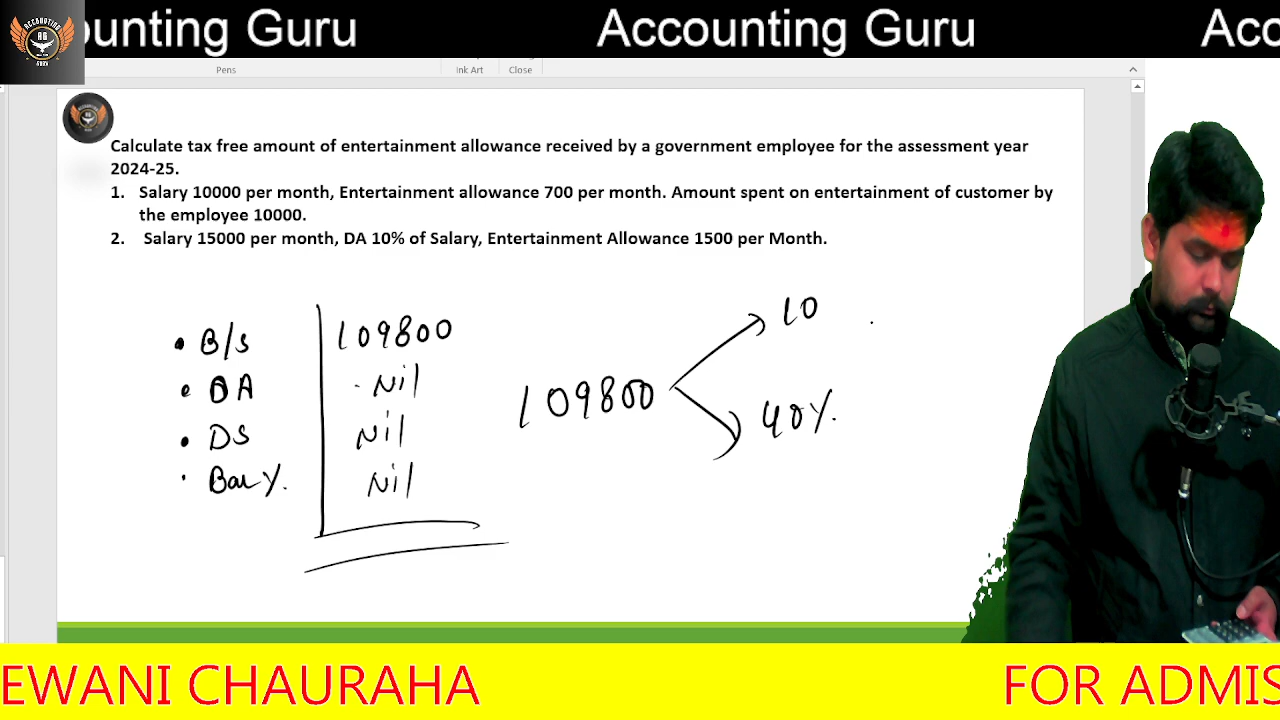 unting Guru Accounting Guru Acc
Pens Ink Art Close
Calculate tax free amount of entertainment allowance received by a government employee for the assessment year
2024-25.
1. Salary 10000 per month, Entertainment allowance 700 per month. Amount spent on entertainment of customer by
the employee 10000.
2. Salary 15000 per month, DA 10% of Salary, Entertainment Allowance 1500 per Month.
• B/S 109800
• DA Nil
• DS Nil
• Nil
109800
10
40%.
EWANI CHAURAHA FOR ADMIS